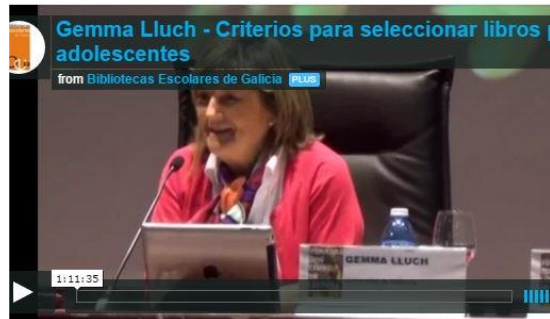 Gemma Lluch - Criterios para seleccionar libros
adolescentes
from Bibliotecas Escolares de Galicia PLUS
GEMMA LLUCH
1:11:35